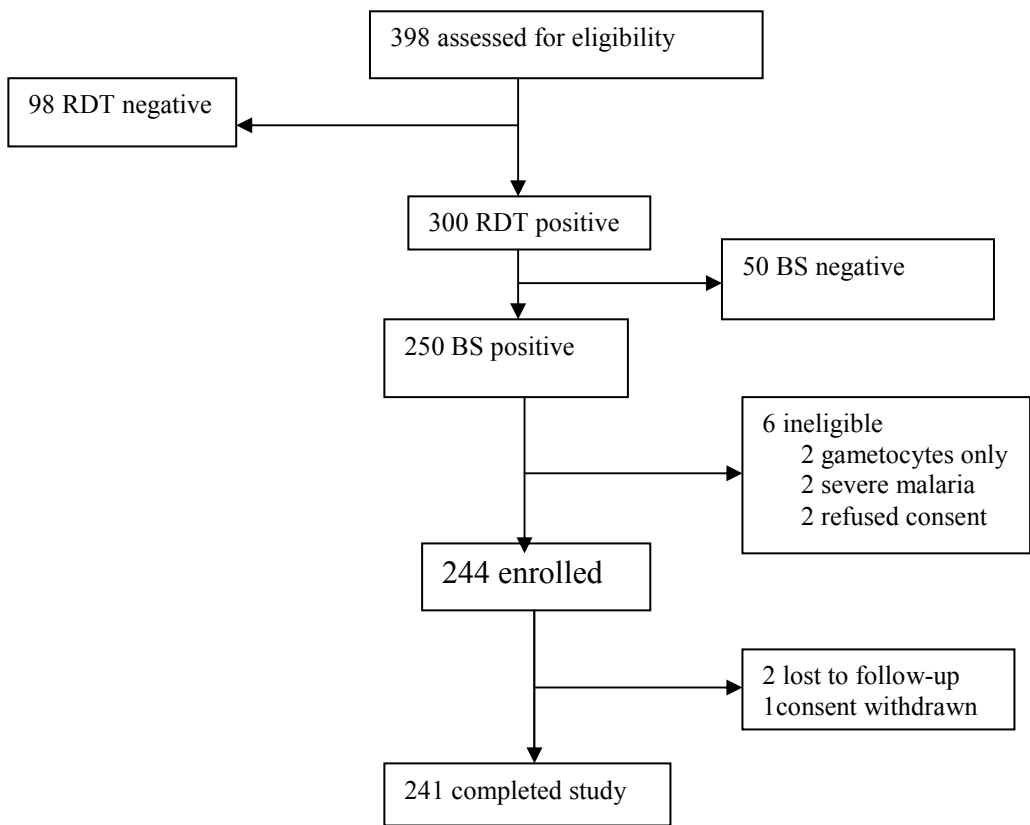 398 assessed for eligibility
98 RDT negative
300 RDT positive
50 BS negative
250 BS positive
6 ineligible
2 gametocytes only
2 severe malaria
2 refused consent
244 enrolled
2 lost to follow-up
1consent withdrawn
241 completed study